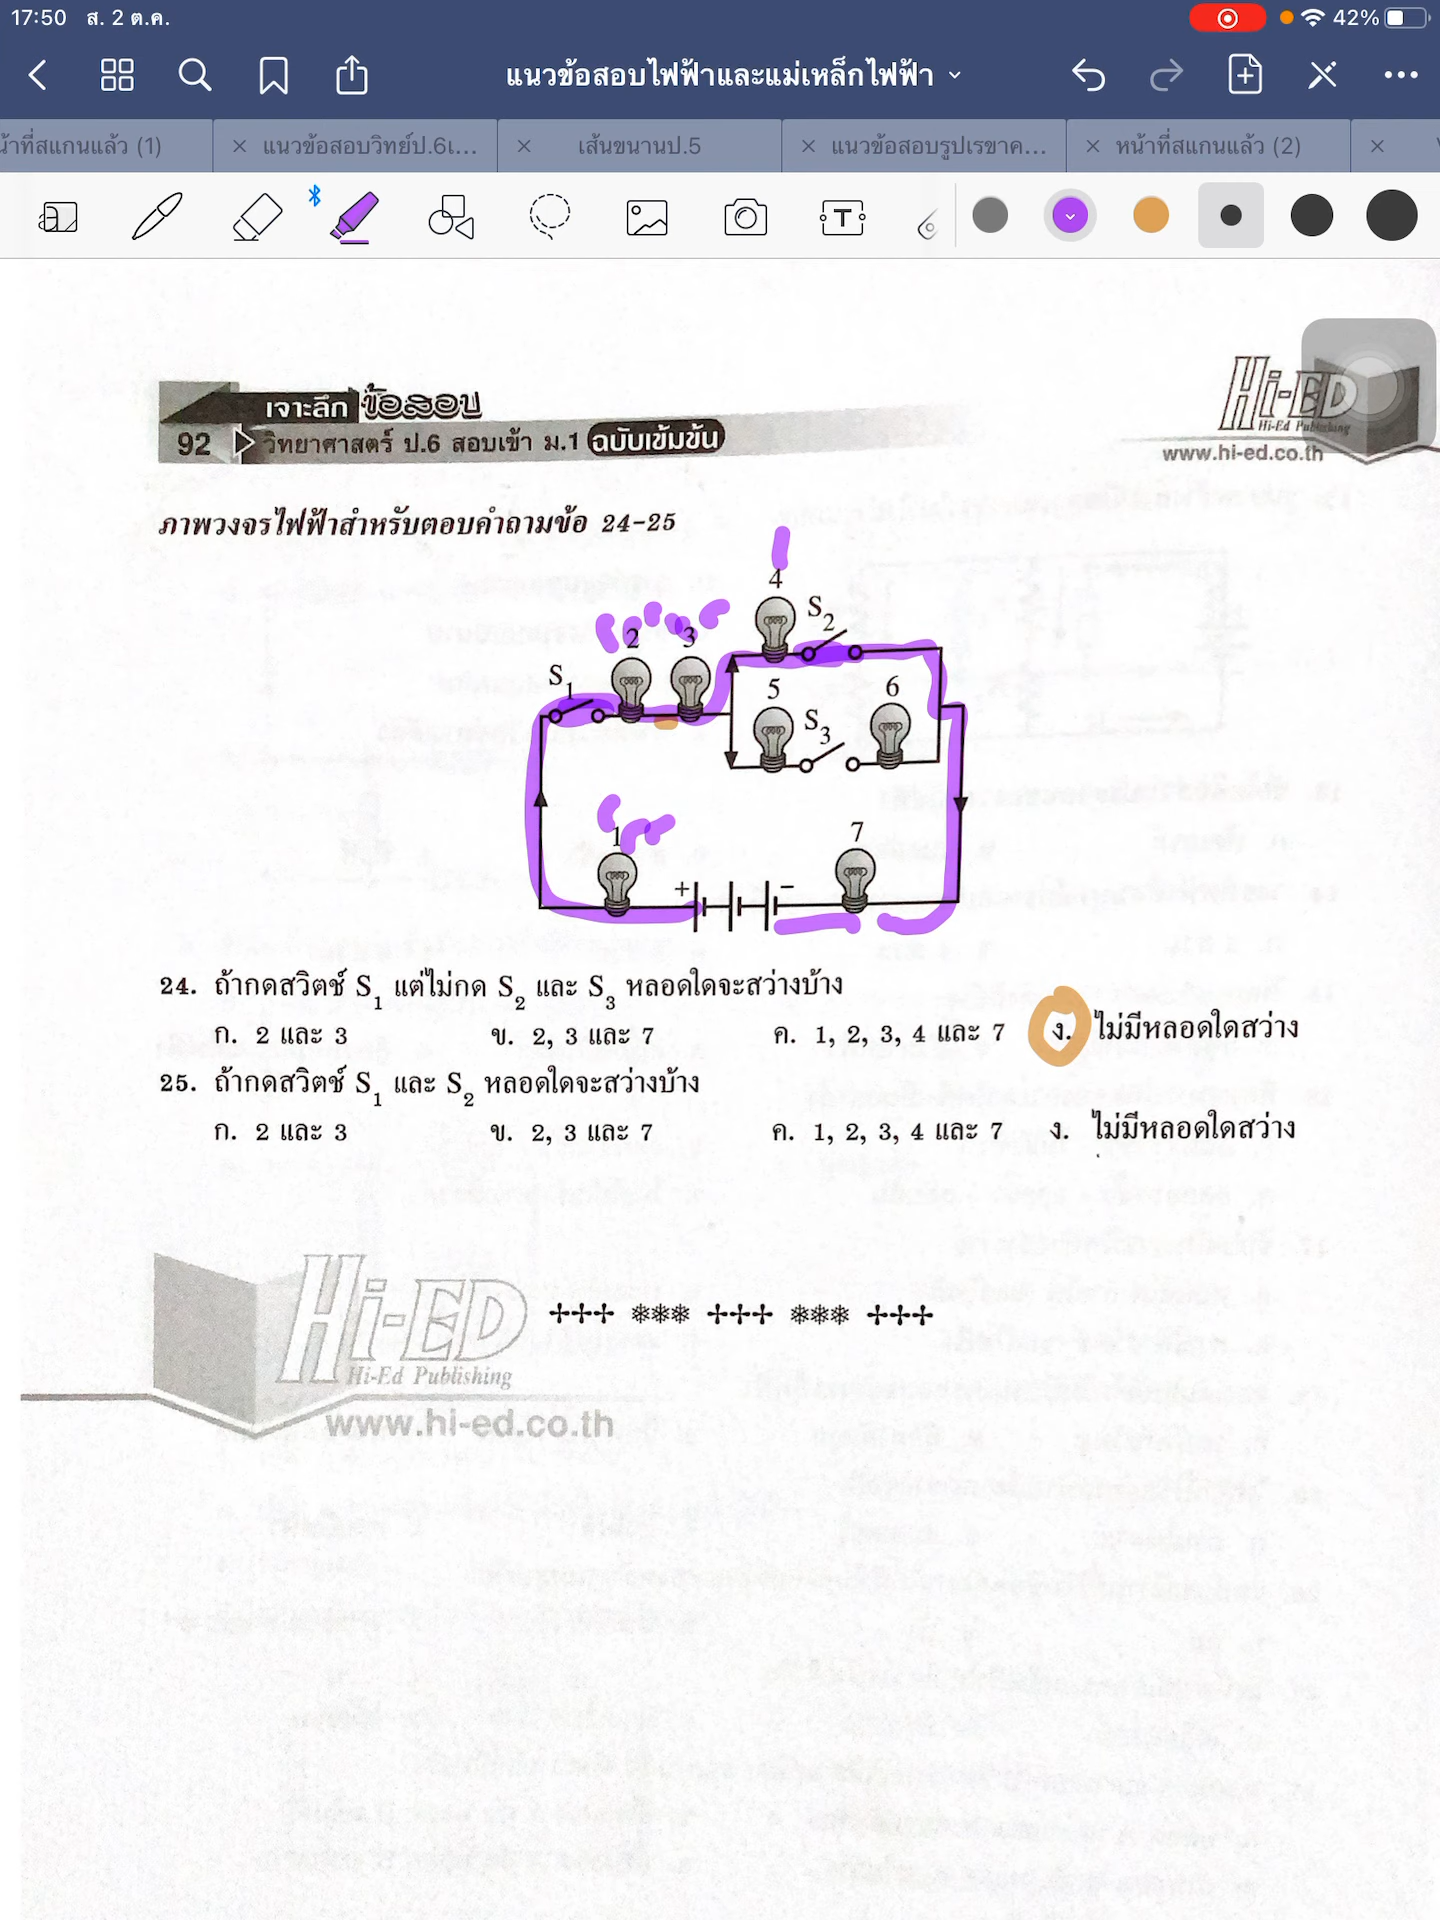 17:50 ส. 2 ต.ค. 42%
แนวข้อสอบไฟฟ้าและแม่เหล็กไฟฟ้า
น้าที่สแกนแล้ว (1) แนวข้อสอบวิทย์ป.6เ... เส้นขนานป.5 แนวข้อสอบรูปเรขาค... หน้าที่สแกนแล้ว (2)
T
เจาะลึก ข้อสอบ
92 วิทยาศาสตร์ ป.6 สอบเข้า ม.1 ฉบับเข้มข้น
Hi-ED
Hi-Ed Publishing
www.hi-ed.co.th
ภาพวงจรไฟฟ้าสำหรับตอบคำถามข้อ 24-25
4
S2
2 3
S1
5 6
S3
1 7
+ −
24. ถ้ากดสวิตช์ S1 แต่ไม่กด S2 และ S3 หลอดใดจะสว่างบ้าง
ก. 2 และ 3 ข. 2, 3 และ 7 ค. 1, 2, 3, 4 และ 7 ง. ไม่มีหลอดใดสว่าง
25. ถ้ากดสวิตช์ S1 และ S2 หลอดใดจะสว่างบ้าง
ก. 2 และ 3 ข. 2, 3 และ 7 ค. 1, 2, 3, 4 และ 7 ง. ไม่มีหลอดใดสว่าง
Hi-ED
Hi-Ed Publishing
www.hi-ed.co.th